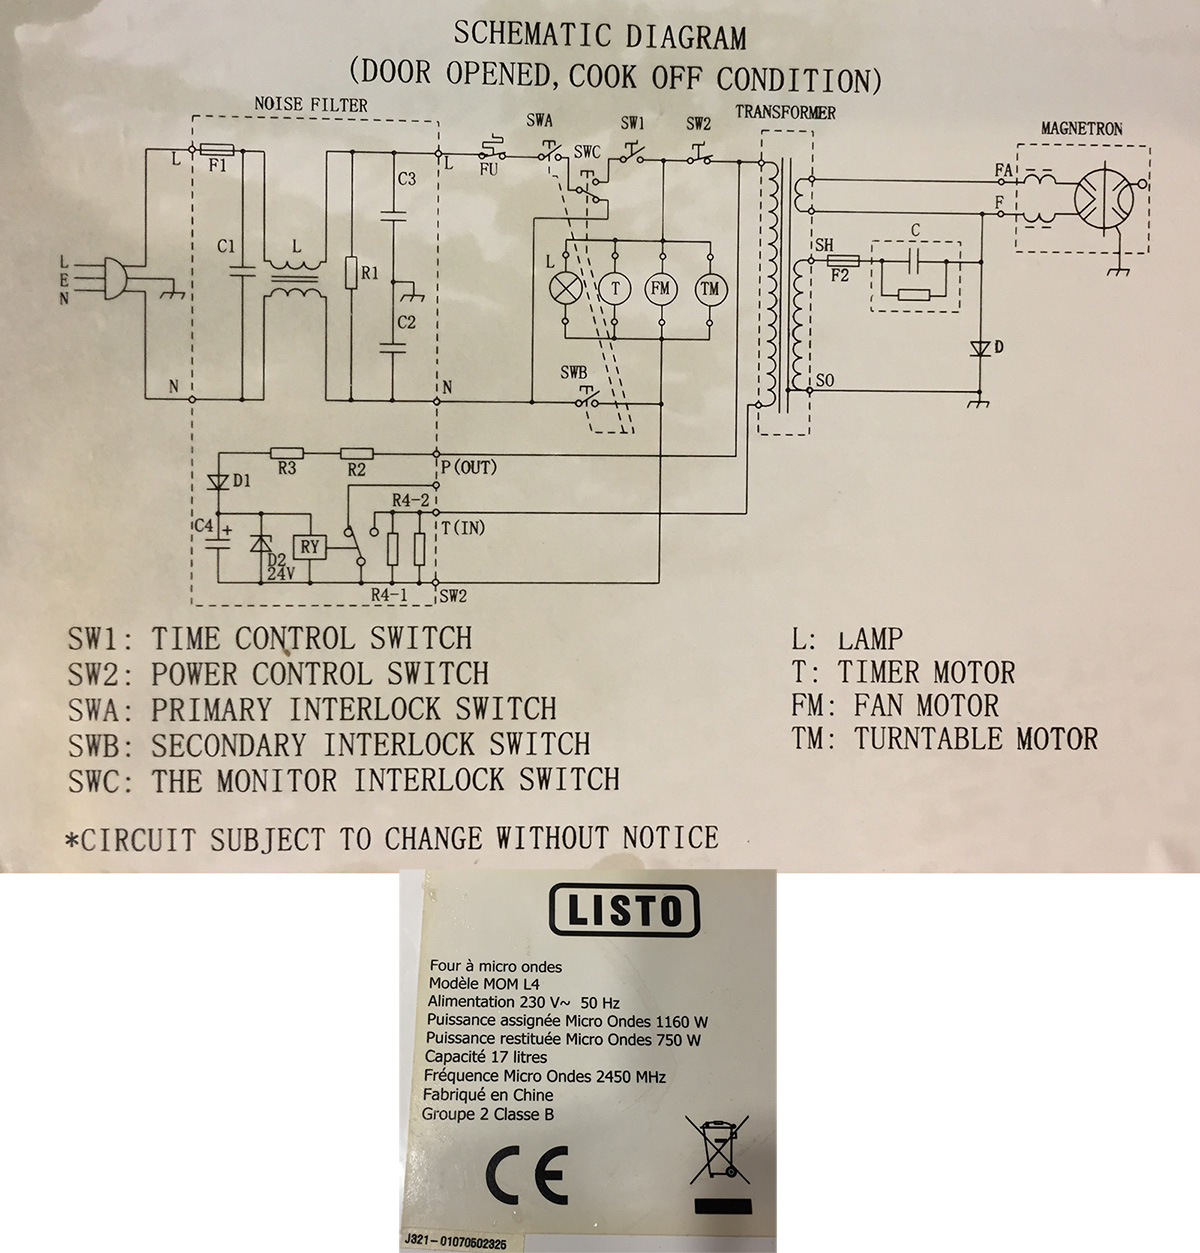 SCHEMATIC DIAGRAM
(DOOR OPENED, COOK OFF CONDITION)
NOISE FILTER
TRANSFORMER
MAGNETRON
SWA
SW1
SW2
SWC
L
F1
L
FU
C3
FA
F
C1
L
R1
C2
L
E
N
L
T
FM
TM
SH
F2
C
D
SO
SWB
N
N
R3
R2
P(OUT)
D1
R4-2
C4
+
T(IN)
RY
D2
24V
R4-1
SW2
SW1: TIME CONTROL SWITCH
SW2: POWER CONTROL SWITCH
SWA: PRIMARY INTERLOCK SWITCH
SWB: SECONDARY INTERLOCK SWITCH
SWC: THE MONITOR INTERLOCK SWITCH
L: LAMP
T: TIMER MOTOR
FM: FAN MOTOR
TM: TURNTABLE MOTOR
*CIRCUIT SUBJECT TO CHANGE WITHOUT NOTICE
LISTO
Four à micro ondes
Modèle MOM L4
Alimentation 230 V~ 50 Hz
Puissance assignée Micro Ondes 1160 W
Puissance restituée Micro Ondes 750 W
Capacité 17 litres
Fréquence Micro Ondes 2450 MHz
Fabriqué en Chine
Groupe 2 Classe B
CE
J321-01070602325